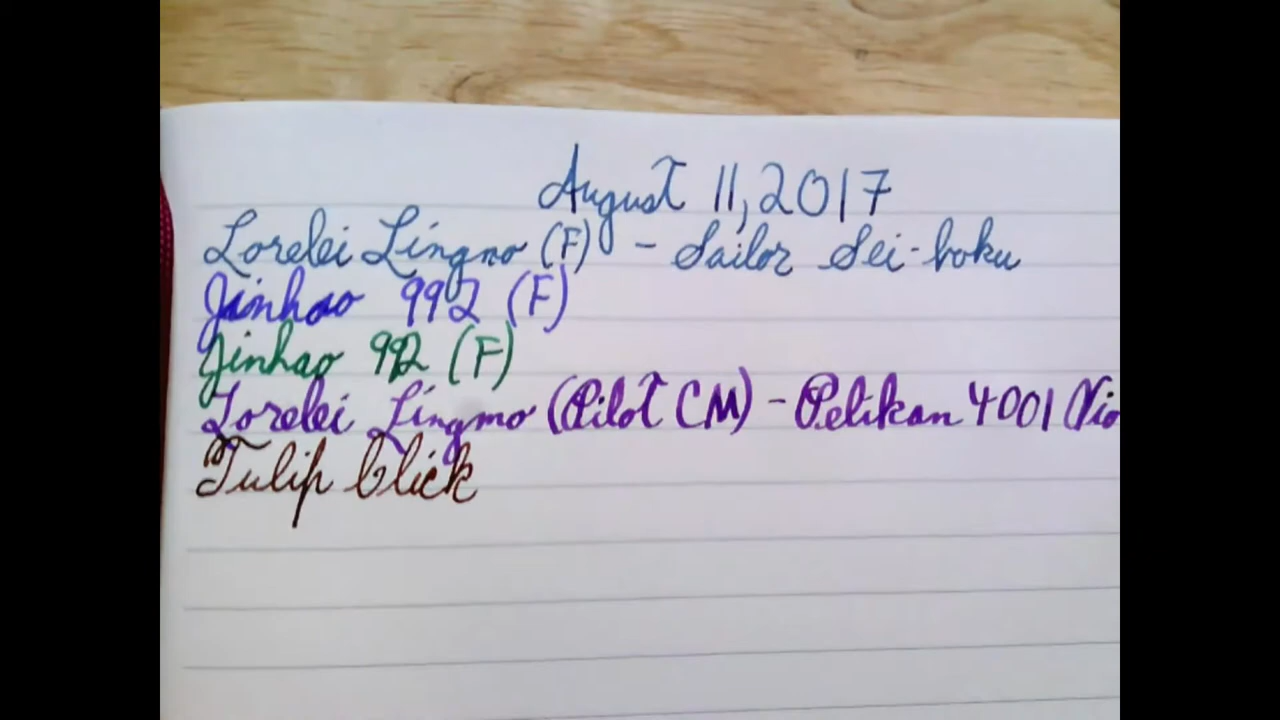 August 11, 2017
Lorelei Lingmo (F) - Sailor Sei-boku
Jinhao 992 (F)
Jinhao 992 (F)
Lorelei Lingmo (Pilot CM) - Pelikan 4001 Vio
Tulip Click